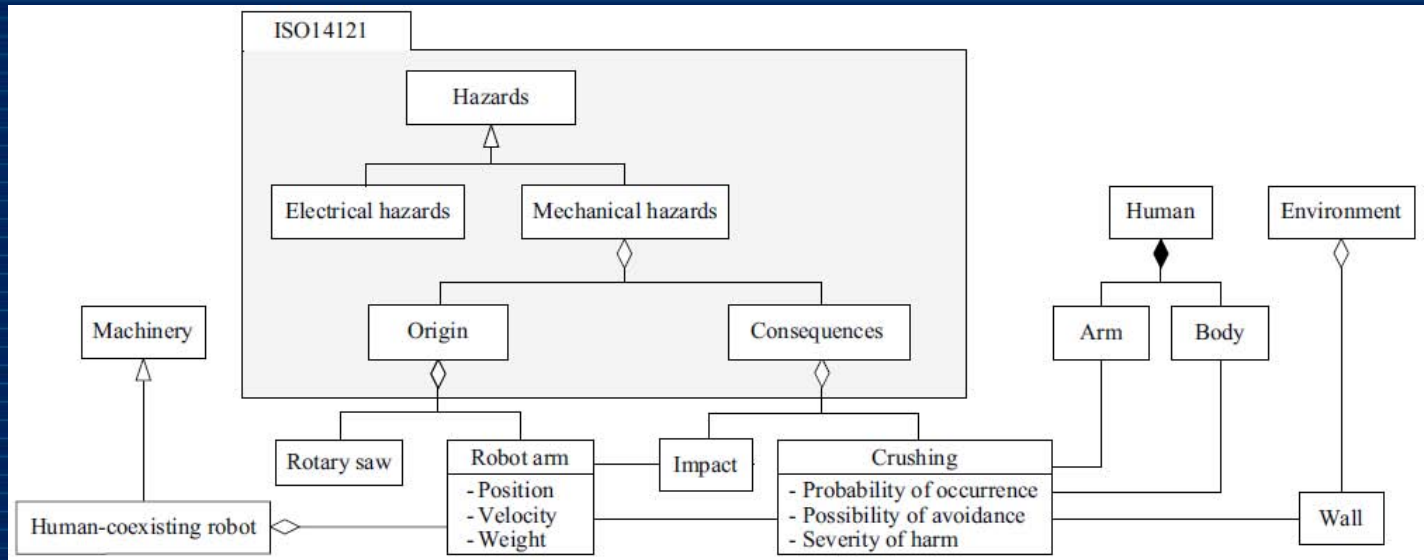 ISO14121
Hazards
Electrical hazards
Mechanical hazards
Human
Environment
Machinery
Origin
Consequences
Arm
Body
Rotary saw
Robot arm
- Position
- Velocity
- Weight
Impact
Crushing
- Probability of occurrence
- Possibility of avoidance
- Severity of harm
Human-coexisting robot
Wall